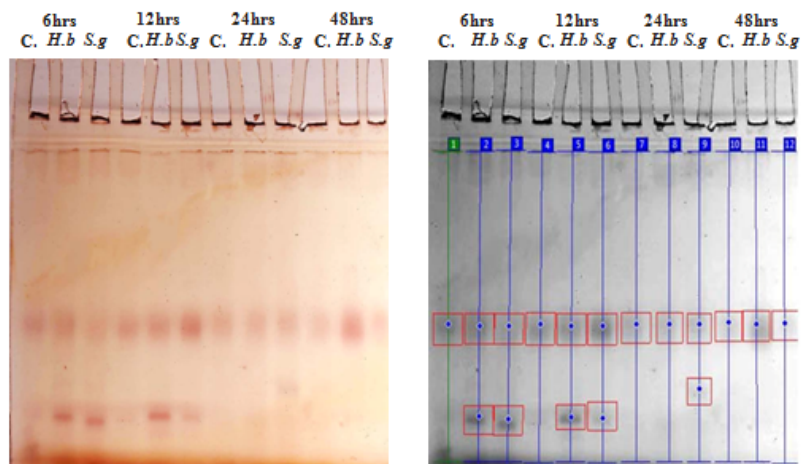 6hrs 12hrs 24hrs 48hrs
C. H.b S.g C. H.b S.g C. H.b S.g C. H.b S.g
6hrs 12hrs 24hrs 48hrs
C. H.b S.g C. H.b S.g C. H.b S.g C. H.b S.g
1 2 3 4 5 6 7 8 9 10 11 12